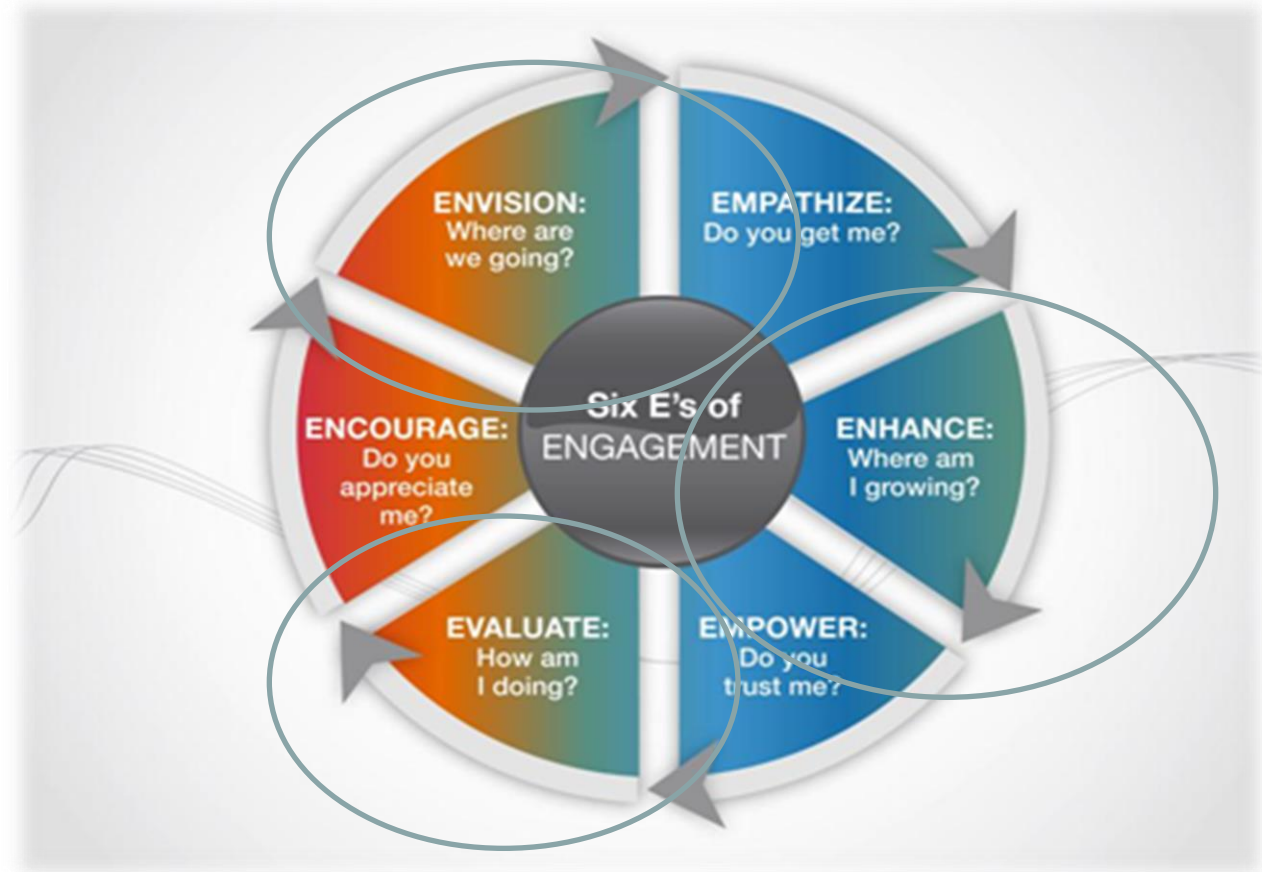 ENVISION:
Where are
we going?
EMPATHIZE:
Do you get me?
Six E's of
ENGAGEMENT
ENHANCE:
Where am
I growing?
EMPOWER:
Do you
trust me?
EVALUATE:
How am
I doing?
ENCOURAGE:
Do you
appreciate
me?